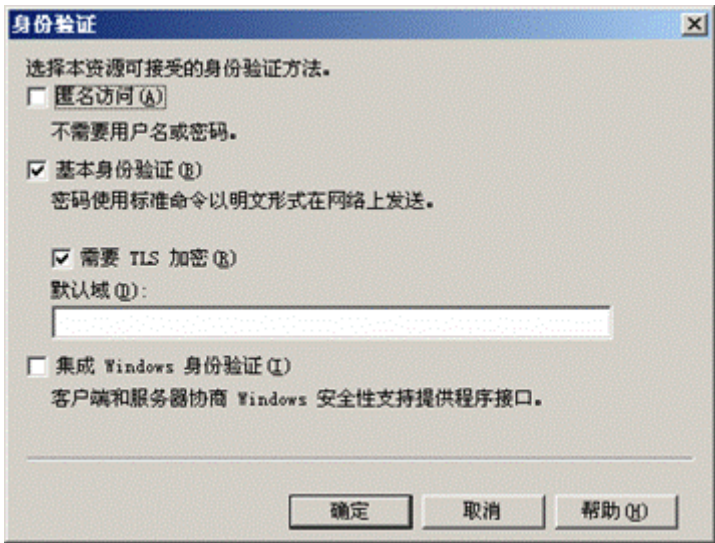 身份验证
选择本资源可接受的身份验证方法。
匿名访问(A)
不需要用户名或密码。
基本身份验证(B)
密码使用标准命令以明文形式在网络上发送。
需要 TLS 加密(R)
默认域(D):
集成 Windows 身份验证(I)
客户端和服务器协商 Windows 安全性支持提供程序接口。
确定 取消 帮助(H)